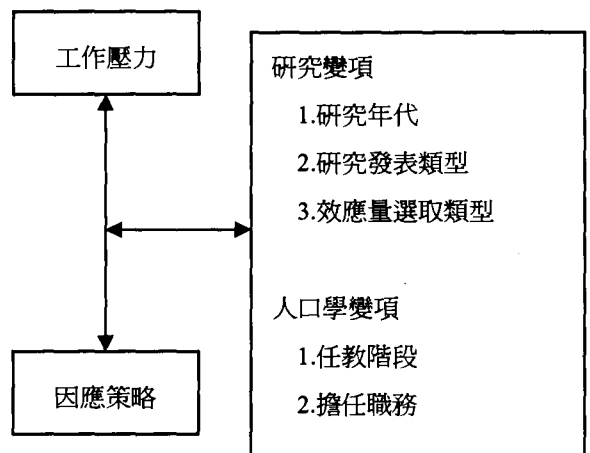 工作壓力
研究變項
1.研究年代
2.研究發表類型
3.效應量選取類型
人口學變項
1.任教階段
2.擔任職務
因應策略